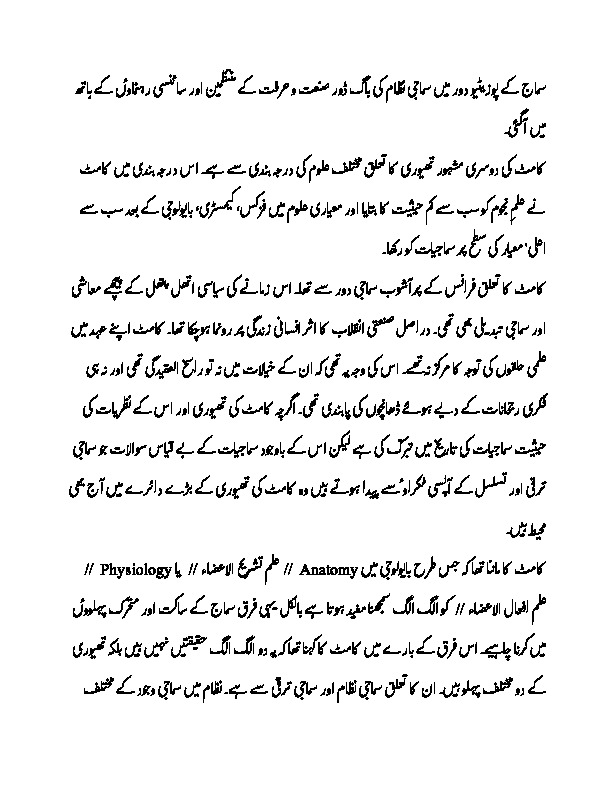 سماج کے پوزیٹیو دور میں سماجی نظام کی باگ ڈور صنعت و حرفت کے منتظمین اور سائنسی رہنماؤں کے ہاتھ
میں آگئی۔
کامٹ کی دوسری مشہور تھیوری کا تعلق مختلف علوم کی درجہ بندی سے ہے۔ اس درجہ بندی میں کامٹ
نے علمِ نجوم کو سب سے کم حیثیت کا بتایا اور معیاری علوم میں فزکس، کیمسٹری، بایولوجی کے بعد سب سے
اعلیٰ معیار کی سطح پر سماجیات کو رکھا۔
کامٹ کا تعلق فرانس کے پرآشوب سماجی دور سے تھا۔ اس زمانے کی سیاسی اتھل پتھل کے پیچھے معاشی
اور سماجی تبدیلی بھی تھی۔ دراصل صنعتی انقلاب کا اثر انسانی زندگی پر رونما ہوچکا تھا۔ کامٹ اپنے عہد میں
علمی حلقوں کی توجہ کا مرکز نہ تھے۔ اس کی وجہ یہ تھی کہ ان کے خیالات میں نہ تو راسخ العقیدگی تھی اور نہ ہی
فکری رجحانات کے دیے ہوئے ڈھانچوں کی پابندی تھی۔ اگرچہ کامٹ کی تھیوری اور اس کے نظریات کی
حیثیت سماجیات کی تاریخ میں تبرک کی ہے لیکن اس کے باوجود سماجیات کے بے قیاس سوالات جو سماجی
ترقی اور تسلسل کے آپسی ٹکراؤ سے پیدا ہوتے ہیں وہ کامٹ کی تھیوری کے بڑے دائرے میں آج بھی
محیط ہیں۔
کامٹ کا ماننا تھا کہ جس طرح بایولوجی میں Anatomy // علم تشریح الاعضاء // یا Physiology //
علم افعال الاعضاء // کو الگ الگ سمجھنا مفید ہوتا ہے بالکل یہی فرق سماج کے ساکت اور متحرک پہلوؤں
میں کرنا چاہیے۔ اس فرق کے بارے میں کامٹ کا کہنا تھا کہ یہ دو الگ الگ حقیقتیں نہیں ہیں بلکہ تھیوری
کے دو مختلف پہلو ہیں۔ ان کا تعلق سماجی نظام اور سماجی ترقی سے ہے۔ نظام میں سماجی وجود کے مختلف